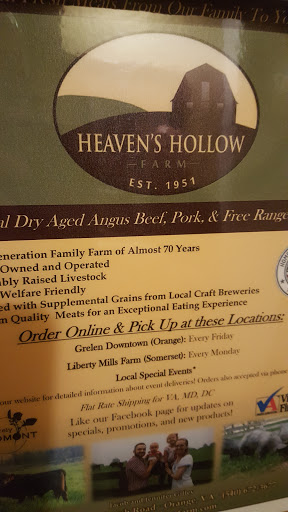 Meats From Our Family To
HEAVEN'S HOLLOW
FARM
EST. 1951
Dry Aged Angus Beef, Pork, & Free Range
eneration Family Farm of Almost 70 Years
Owned and Operated
bly Raised Livestock
Welfare Friendly
ed with Supplemental Grains from Local Craft Breweries
m Quality Meats for an Exceptional Eating Experience
Order Online & Pick Up at these Locations:
Grelen Downtown (Orange): Every Friday
Liberty Mills Farm (Somerset): Every Monday
Local Special Events*
our website for detailed information about event deliveries! Orders also accepted via phone
Flat Rate Shipping for VA, MD, DC
Like our Facebook page for updates on
specials, promotions, and new products!